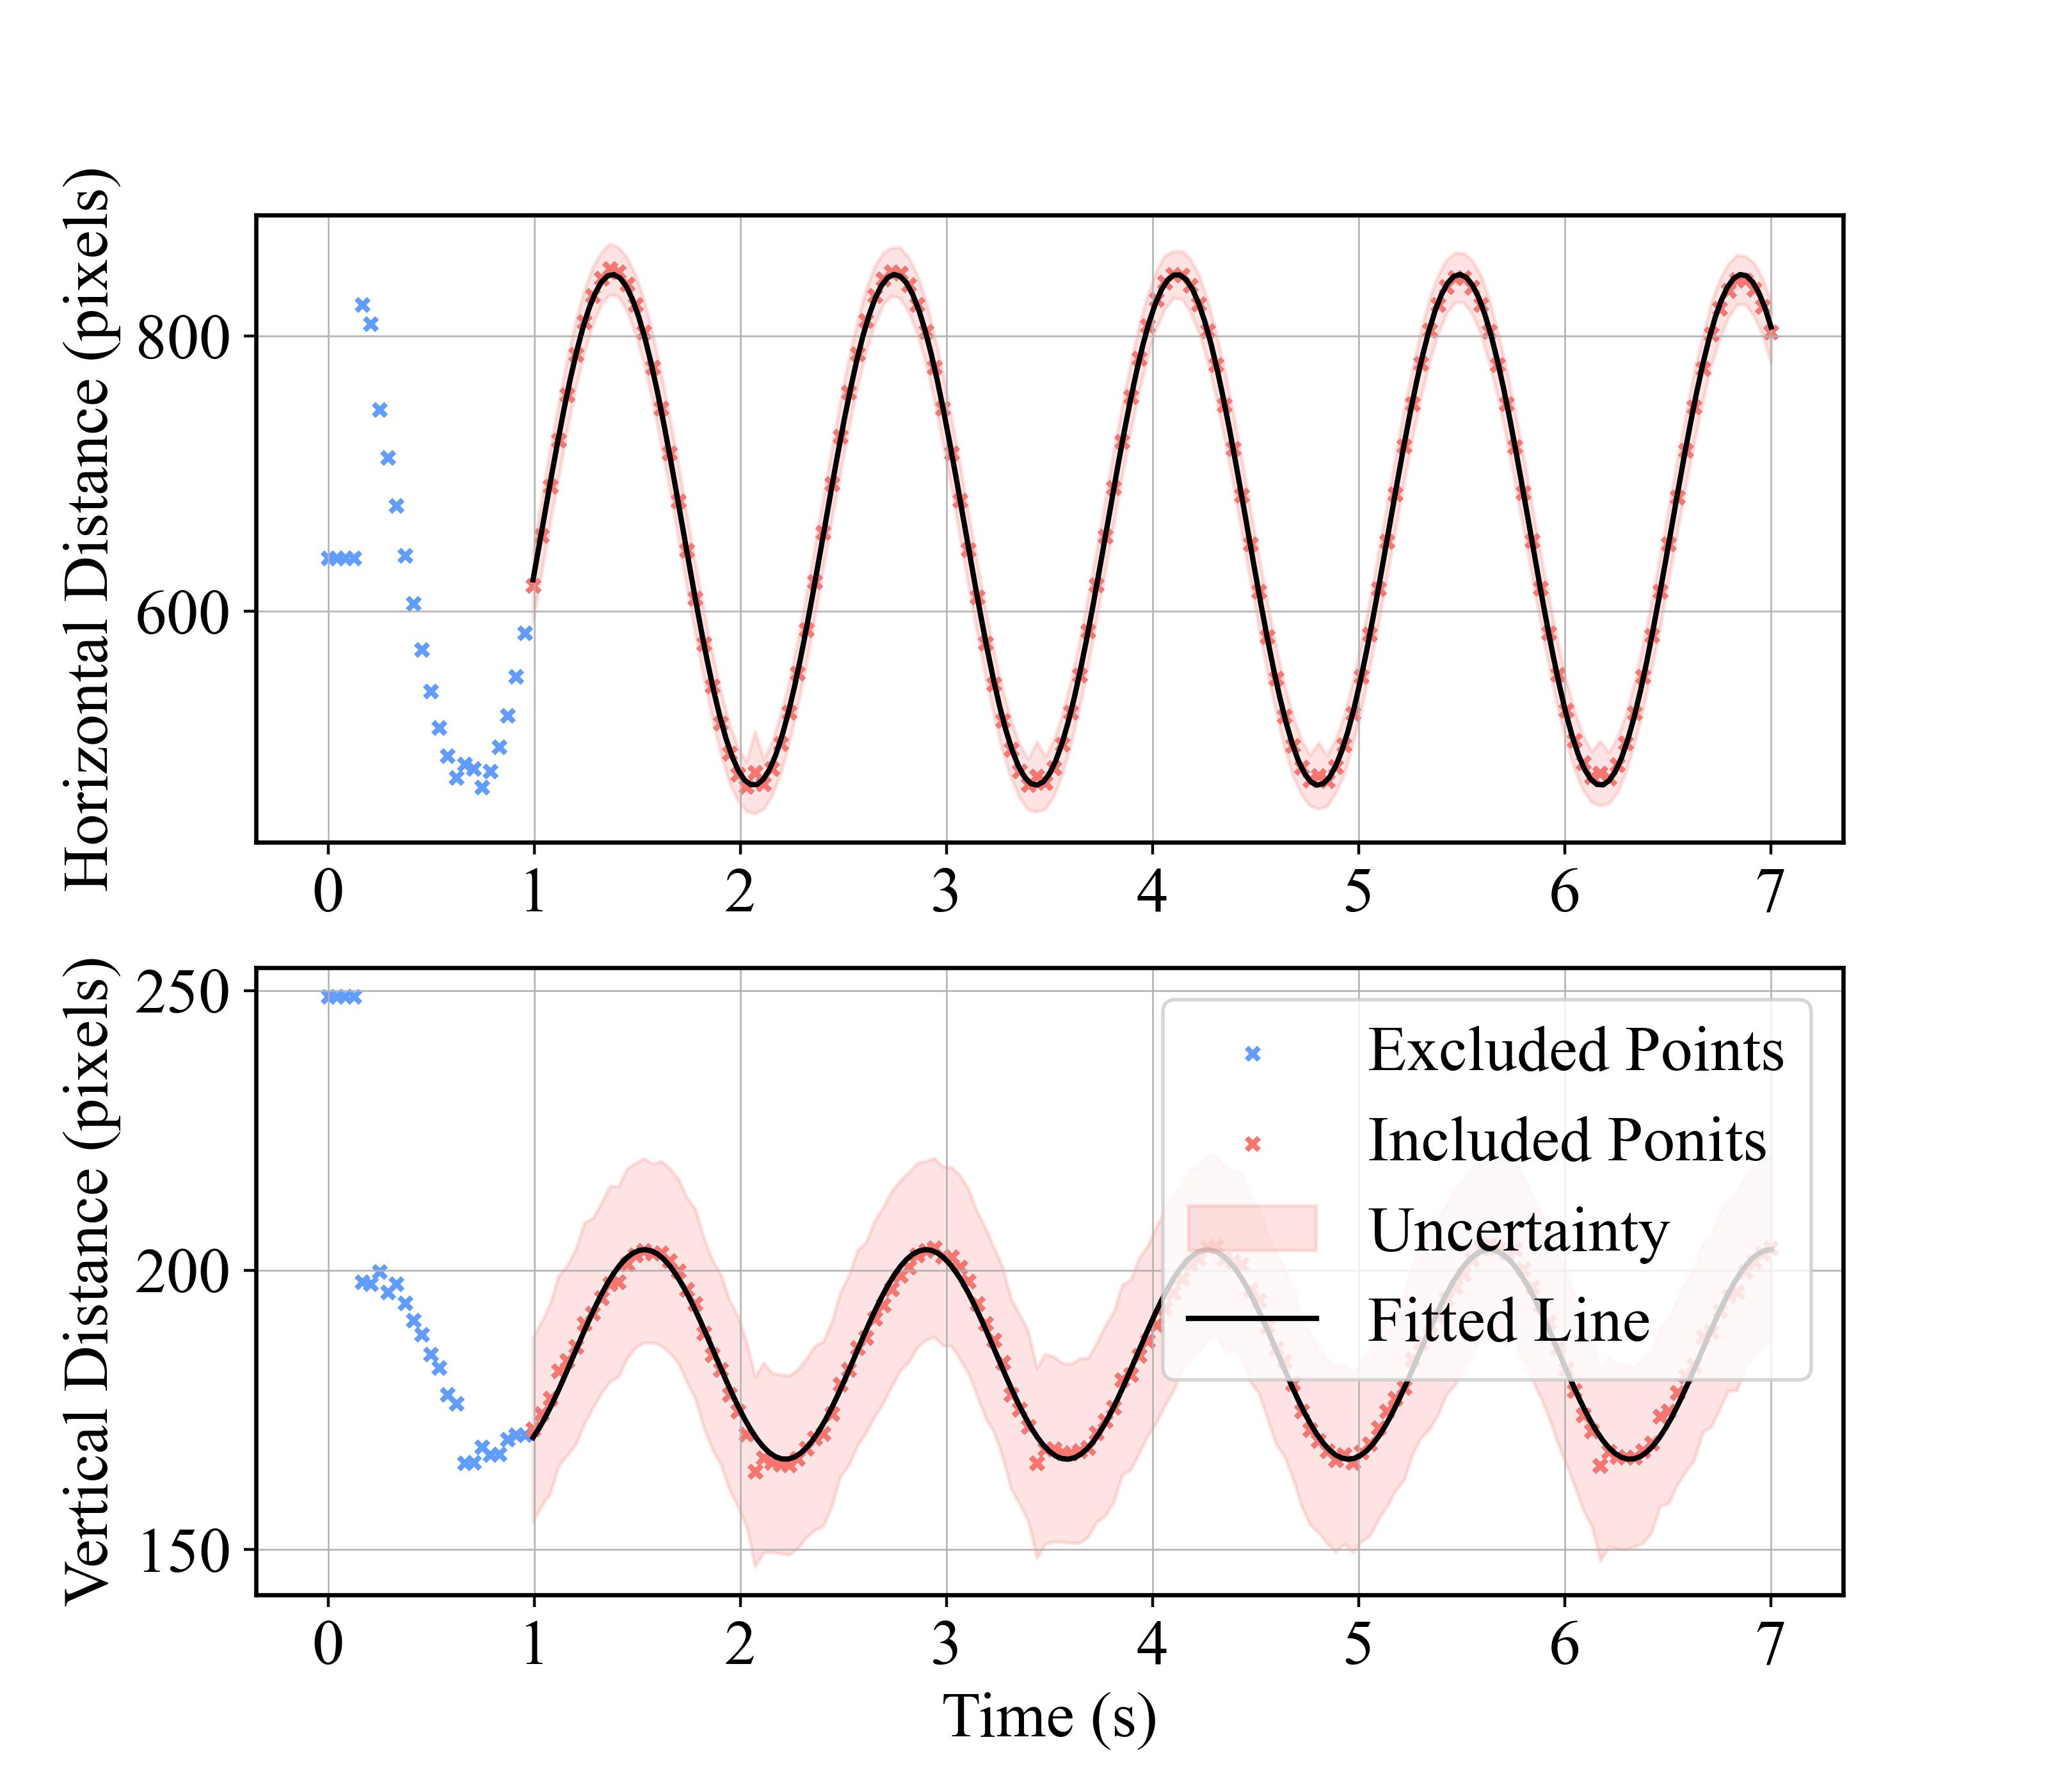 Horizontal Distance (pixels)
800
600
0 1 2 3 4 5 6 7
Vertical Distance (pixels)
250
200
150
Excluded Points
Included Ponits
Uncertainty
Fitted Line
0 1 2 3 4 5 6 7
Time (s)